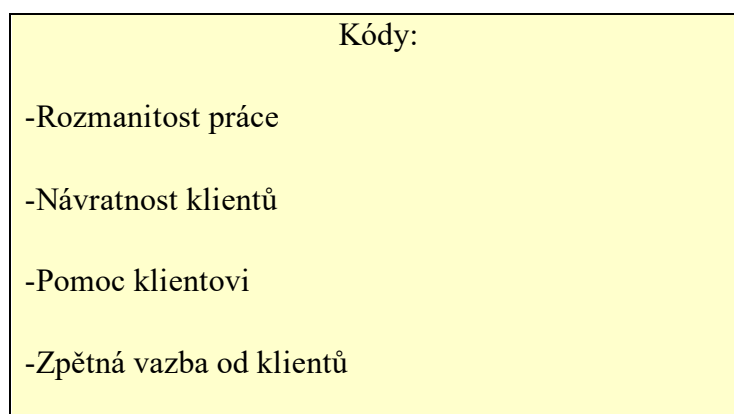 Kódy:
-Rozmanitost práce
-Návratnost klientů
-Pomoc klientovi
-Zpětná vazba od klientů